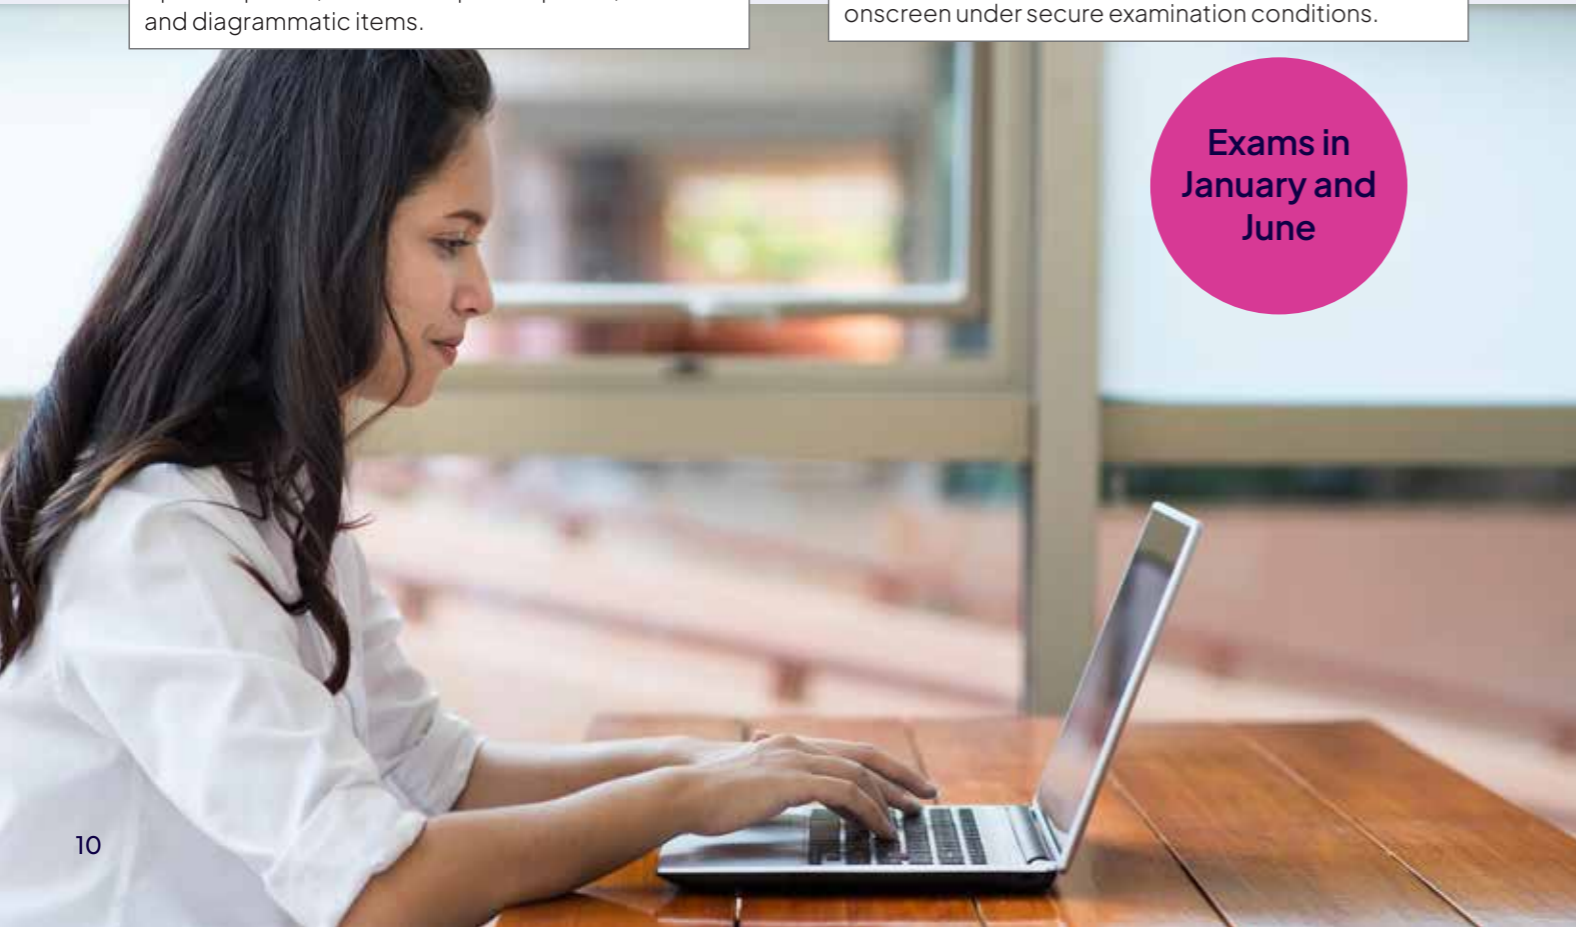 and diagrammatic items.
onscreen under secure examination conditions.
Exams in
January and
June
10